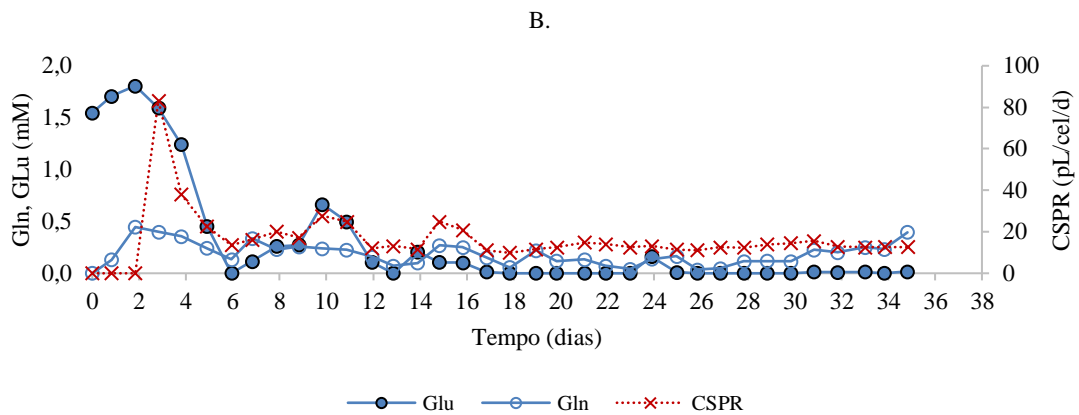 B.
Gln, GLu (mM)
2,0
1,5
1,0
0,5
0,0
100
80
60
40
20
0
CSPR (pL/cel/d)
0 2 4 6 8 10 12 14 16 18 20 22 24 26 28 30 32 34 36 38
Tempo (dias)
Glu Gln CSPR